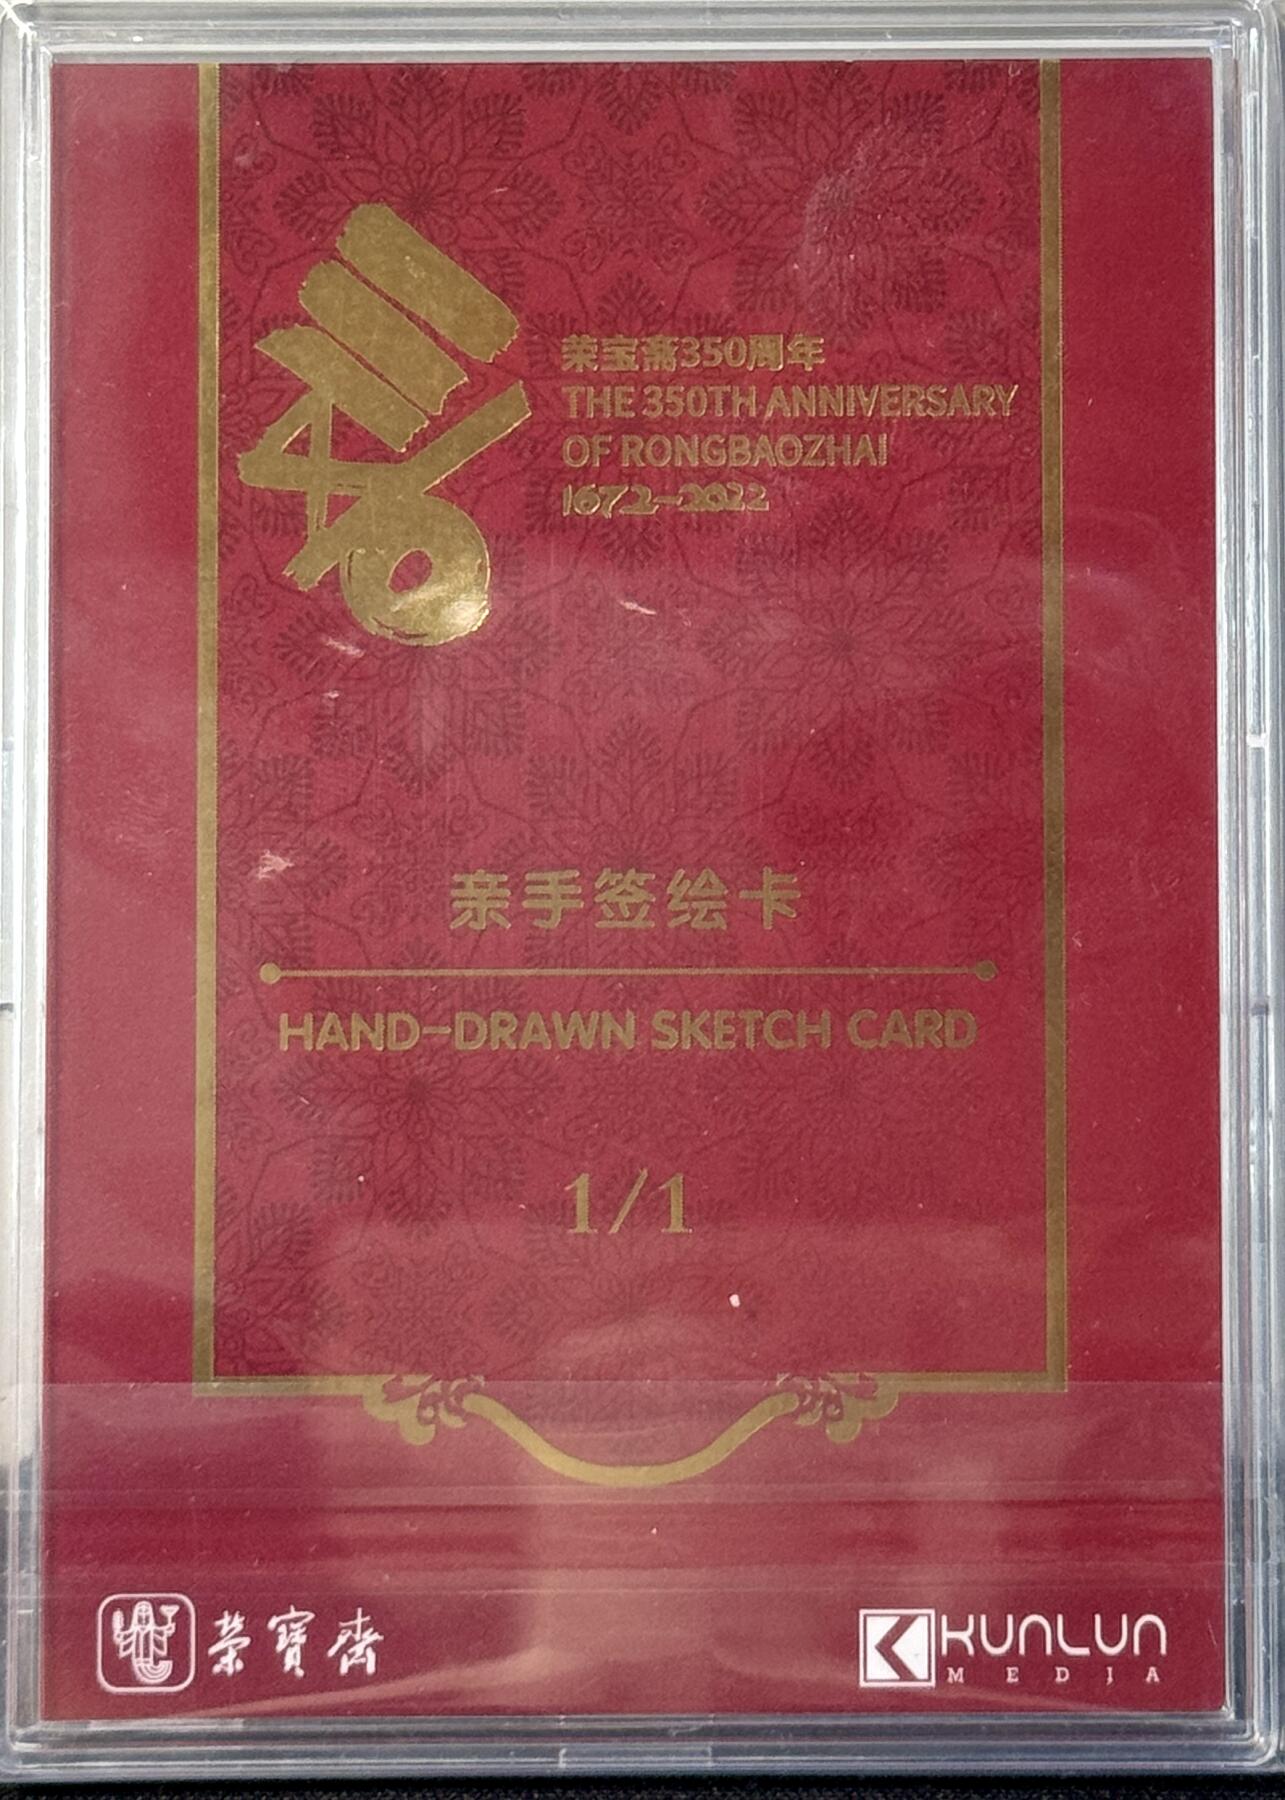 荣宝斋350周年
THE 350TH ANNIVERSARY
OF RONGBAOZHAI
1672-2022
亲手签绘卡
HAND-DRAWN SKETCH CARD
1/1
榮寶齋
KUNLUN
MEDIA